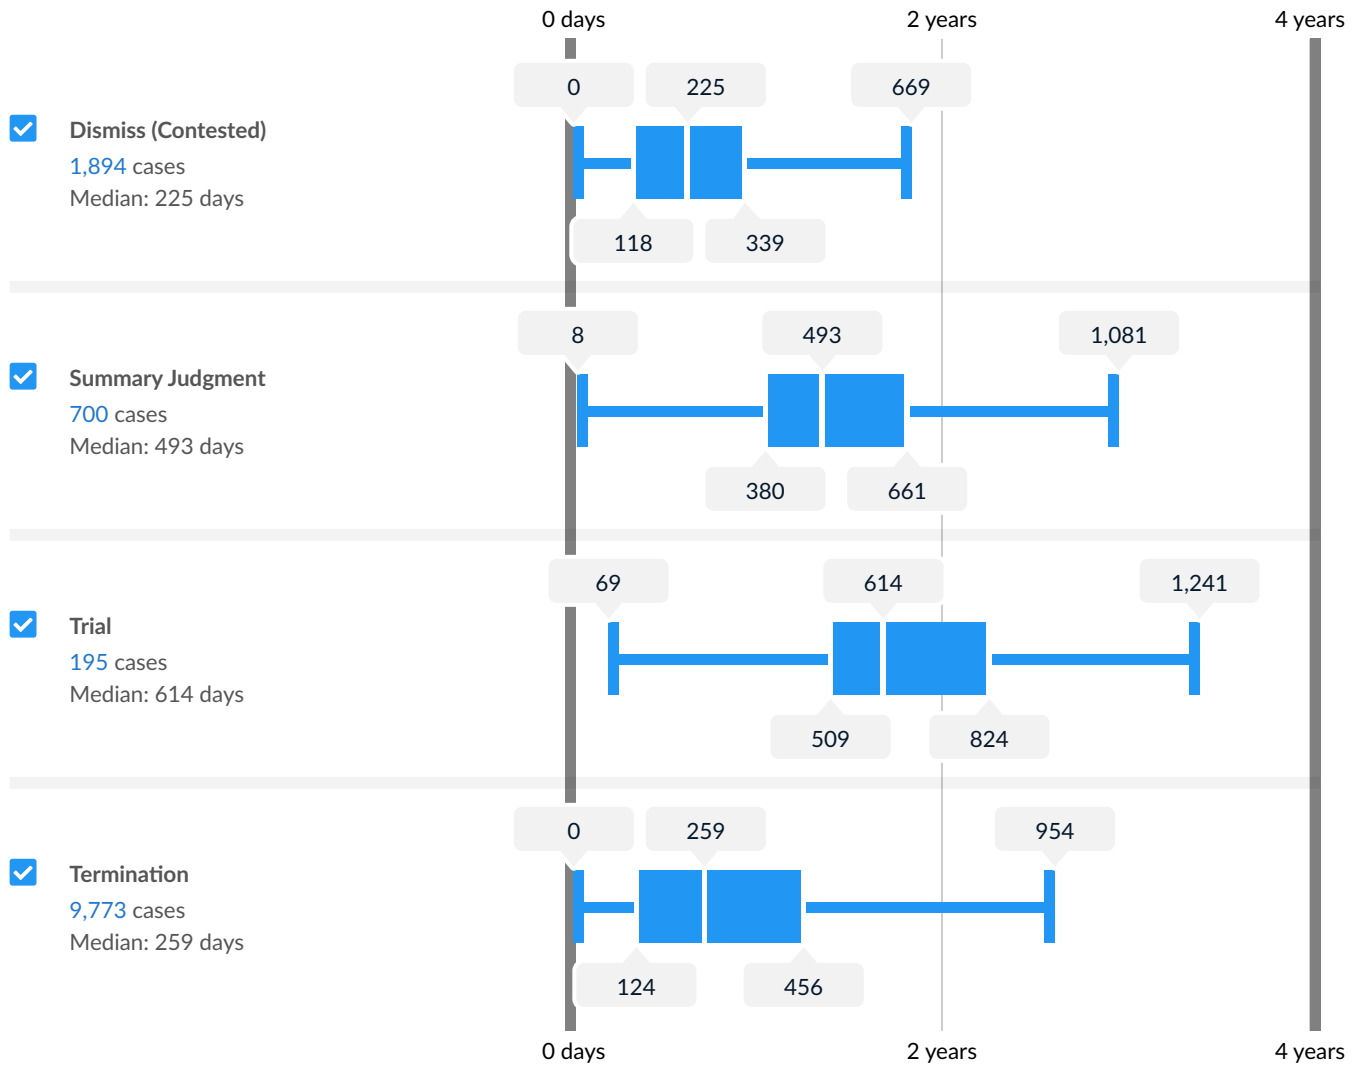 0 days 2 years 4 years
0 225 669
Dismiss (Contested)
1,894 cases
Median: 225 days
118 339
8 493 1,081
Summary Judgment
700 cases
Median: 493 days
380 661
69 614 1,241
Trial
195 cases
Median: 614 days
509 824
0 259 954
Termination
9,773 cases
Median: 259 days
124 456
0 days 2 years 4 years